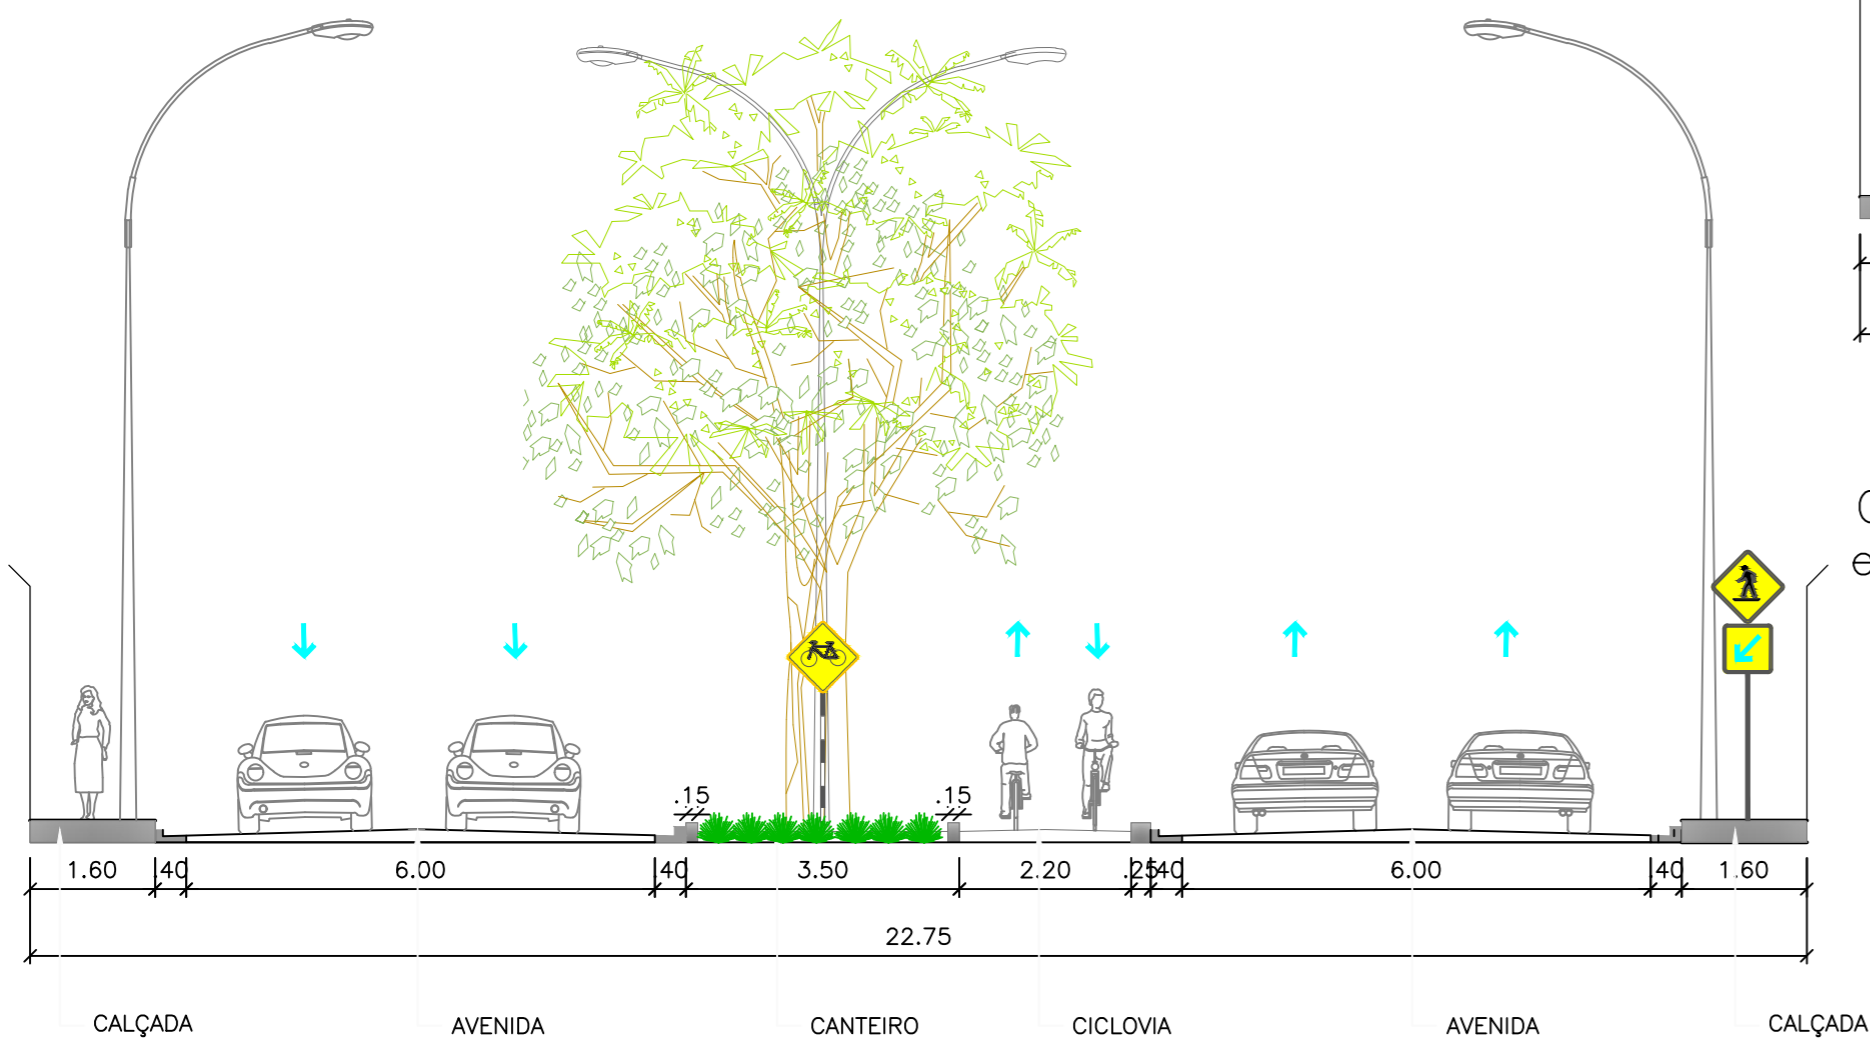 .15 .15
1.60 .40 6.00 .40 3.50 2.20 .25 .40 6.00 .40 1.60
22.75
CALÇADA AVENIDA CANTEIRO CICLOVIA AVENIDA CALÇADA